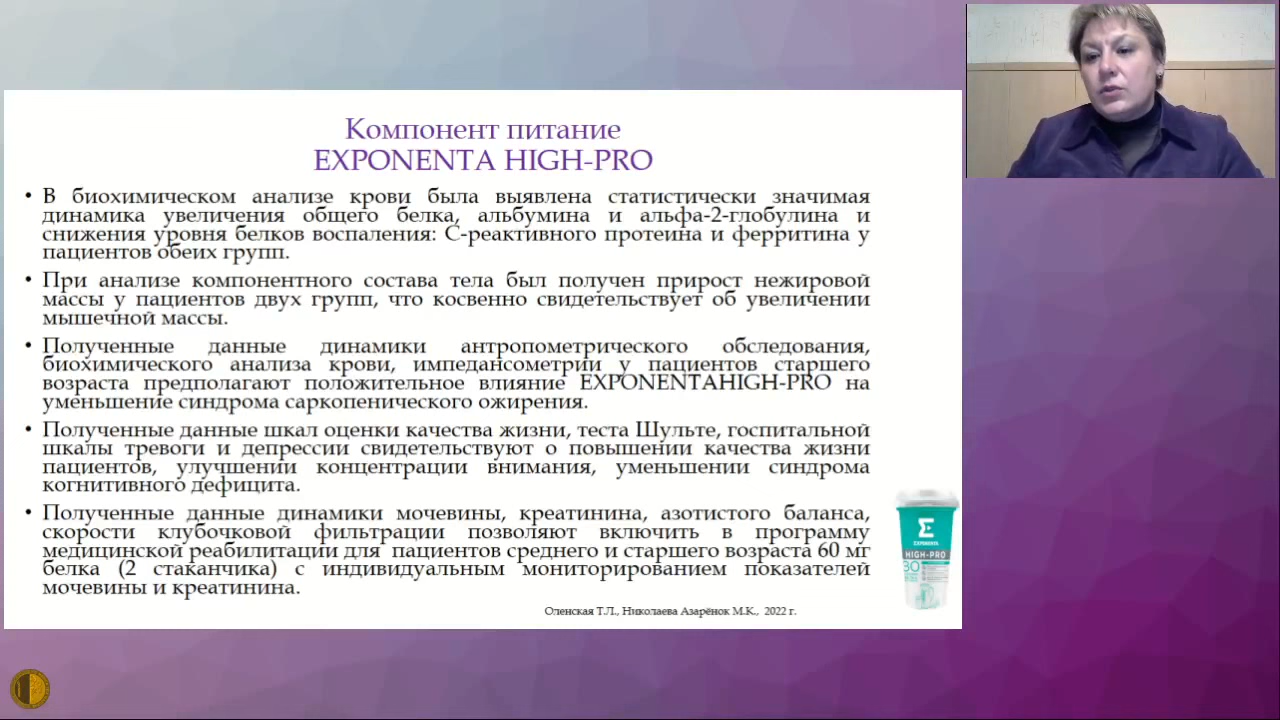 Компонент питание
EXPONENTA HIGH-PRO
• В биохимическом анализе крови была выявлена статистически значимая
динамика увеличения общего белка, альбумина и альфа-2-глобулина и
снижения уровня белков воспаления: С-реактивного протеина и ферритина у
пациентов обеих групп.
• При анализе компонентного состава тела был получен прирост нежировой
массы у пациентов двух групп, что косвенно свидетельствует об увеличении
мышечной массы.
• Полученные данные динамики антропометрического обследования,
биохимического анализа крови, импедансометрии у пациентов старшего
возраста предполагают положительное влияние EXPONENTAHIGH-PRO на
уменьшение синдрома саркопенического ожирения.
• Полученные данные шкал оценки качества жизни, теста Шульте, госпитальной
шкалы тревоги и депрессии свидетельствуют о повышении качества жизни
пациентов, улучшении концентрации внимания, уменьшении синдрома
когнитивного дефицита.
• Полученные данные динамики мочевины, креатинина, азотистого баланса,
скорости клубочковой фильтрации позволяют включить в программу
медицинской реабилитации для пациентов среднего и старшего возраста 60 мг
белка (2 стаканчика) с индивидуальным мониторированием показателей
мочевины и креатинина.
Оленская Т.Л., Николаева Азарёнок М.К., 2022 г.
EXPONENTA
HIGH-PRO
30